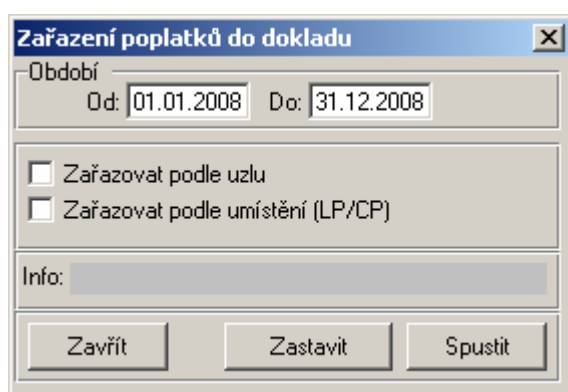 Zařazení poplatků do dokladu
Období
Od: 01.01.2008 Do: 31.12.2008
Zařazovat podle uzlu
Zařazovat podle umístění (LP/CP)
Info:
Zavřít Zastavit Spustit